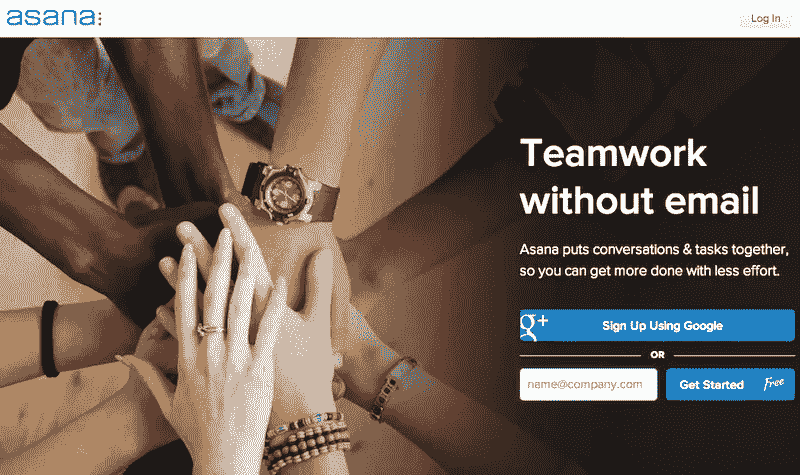 asana
Log In
Teamwork
without email
Asana puts conversations & tasks together,
so you can get more done with less effort.
g+ Sign Up Using Google
OR
name@company.com
Get Started Free